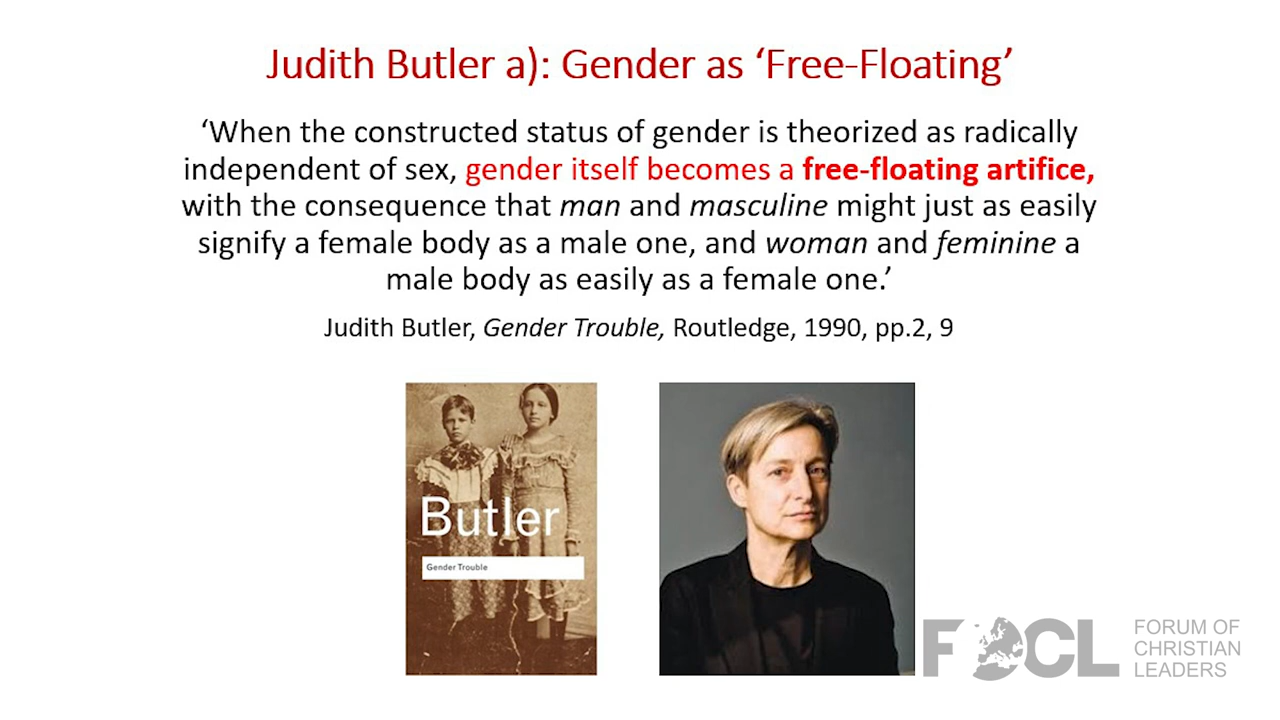 Judith Butler a): Gender as ‘Free-Floating’
‘When the constructed status of gender is theorized as radically
independent of sex, gender itself becomes a free-floating artifice,
with the consequence that man and masculine might just as easily
signify a female body as a male one, and woman and feminine a
male body as easily as a female one.’
Judith Butler, Gender Trouble, Routledge, 1990, pp.2, 9
Butler
Gender Trouble
FOCL
FORUM OF
CHRISTIAN
LEADERS